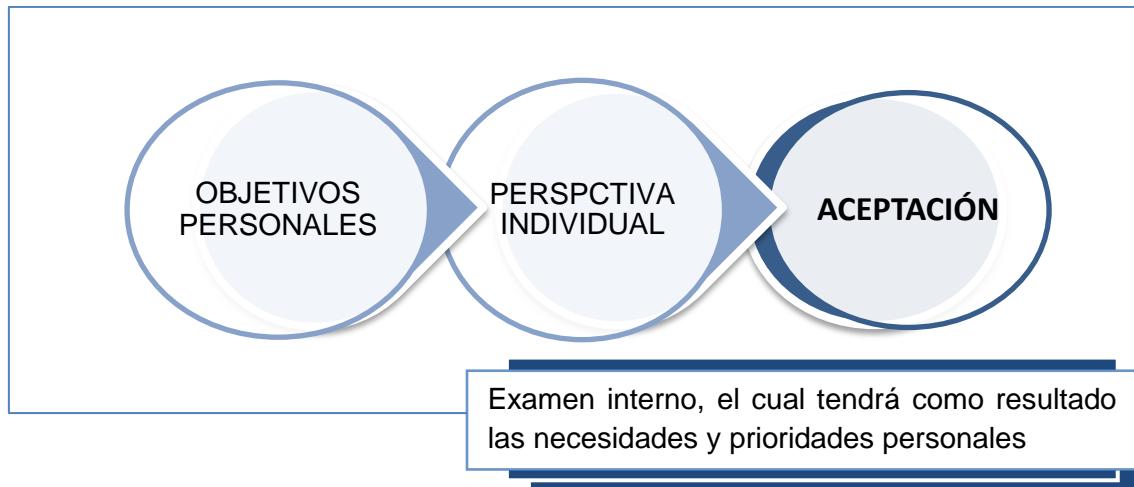 OBJETIVOS
PERSONALES
PERSPCTIVA
INDIVIDUAL
ACEPTACIÓN
Examen interno, el cual tendrá como resultado
las necesidades y prioridades personales